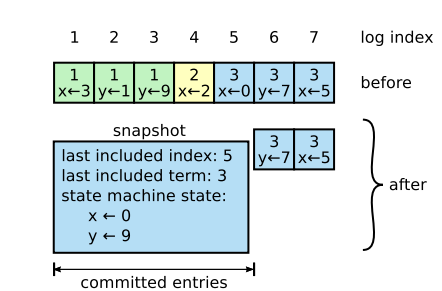 1 2 3 4 5 6 7 log index
1 1 1 2 3 3 3
x←3 y←1 y←9 x←2 x←0 y←7 x←5
before
snapshot
3 3
y←7 x←5
last included index: 5
last included term: 3
state machine state:
x ← 0
y ← 9
after
committed entries